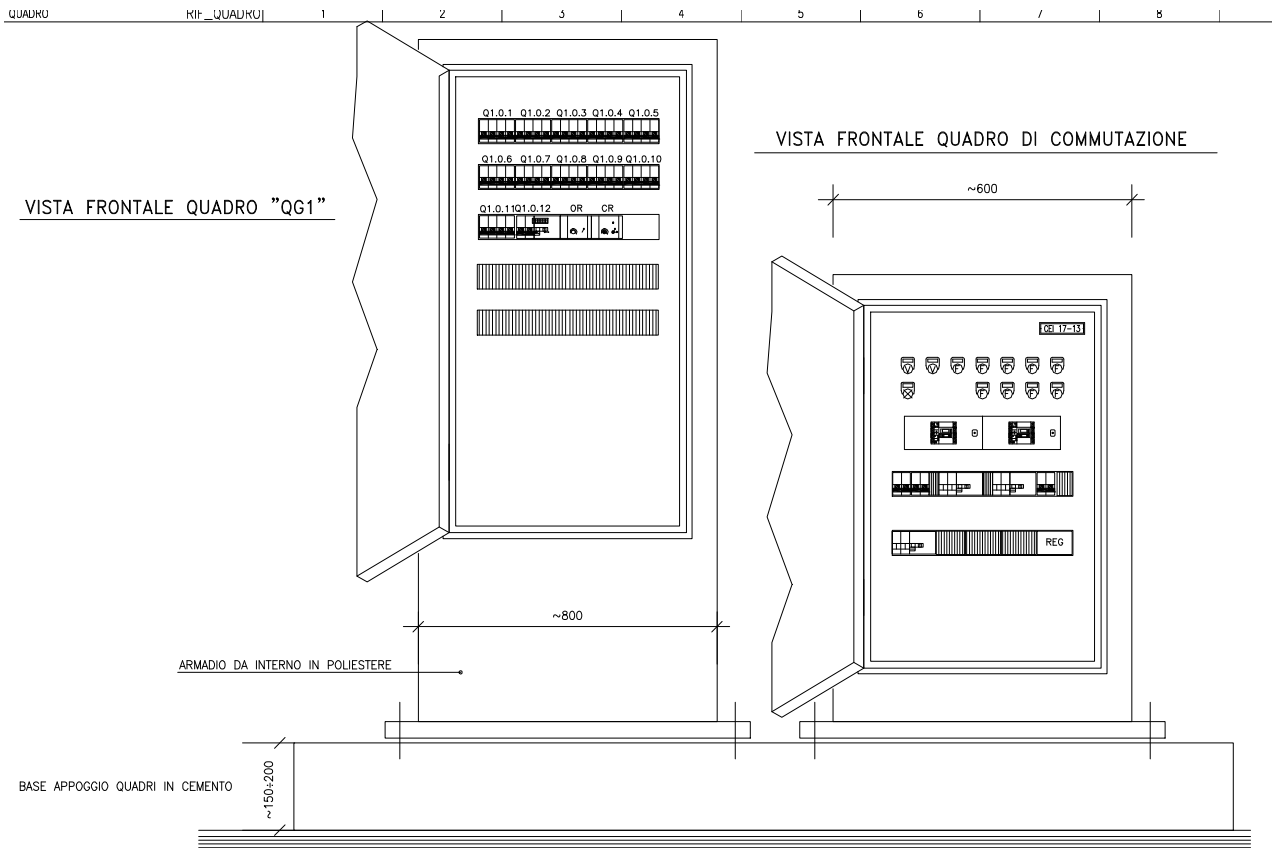 QUADRO RIF_QUADRO 1 2 3 4 5 6 7 8
Q1.0.1 Q1.0.2 Q1.0.3 Q1.0.4 Q1.0.5
VISTA FRONTALE QUADRO DI COMMUTAZIONE
Q1.0.6 Q1.0.7 Q1.0.8 Q1.0.9 Q1.0.10
~600
VISTA FRONTALE QUADRO "QG1"
Q1.0.11 Q1.0.12 OR CR
CEI 17-13
V V F F F F F
F F F F
REG
~800
ARMADIO DA INTERNO IN POLIESTERE
BASE APPOGGIO QUADRI IN CEMENTO
~150÷200